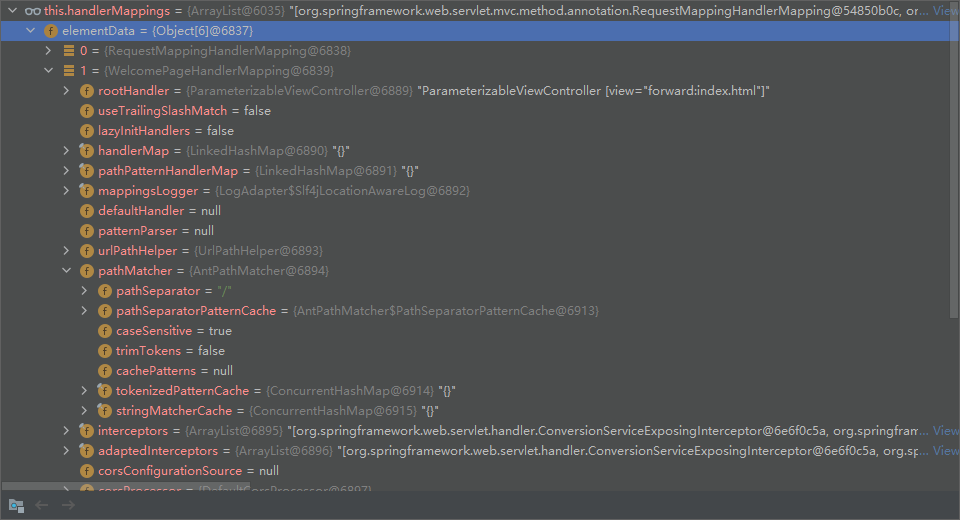 this.handlerMappings = {ArrayList@6035} "[org.springframework.web.servlet.mvc.method.annotation.RequestMappingHandlerMapping@54850b0c, or… View
elementData = {Object[6]@6837}
0 = {RequestMappingHandlerMapping@6838}
1 = {WelcomePageHandlerMapping@6839}
rootHandler = {ParameterizableViewController@6889} "ParameterizableViewController [view="forward:index.html"]"
useTrailingSlashMatch = false
lazyInitHandlers = false
handlerMap = {LinkedHashMap@6890} "{}"
pathPatternHandlerMap = {LinkedHashMap@6891} "{}"
mappingsLogger = {LogAdapter$Slf4jLocationAwareLog@6892}
defaultHandler = null
patternParser = null
urlPathHelper = {UrlPathHelper@6893}
pathMatcher = {AntPathMatcher@6894}
pathSeparator = "/"
pathSeparatorPatternCache = {AntPathMatcher$PathSeparatorPatternCache@6913}
caseSensitive = true
trimTokens = false
cachePatterns = null
tokenizedPatternCache = {ConcurrentHashMap@6914} "{}"
stringMatcherCache = {ConcurrentHashMap@6915} "{}"
interceptors = {ArrayList@6895} "[org.springframework.web.servlet.handler.ConversionServiceExposingInterceptor@6e6f0c5a, org.springfram… View
adaptedInterceptors = {ArrayList@6896} "[org.springframework.web.servlet.handler.ConversionServiceExposingInterceptor@6e6f0c5a, org.sp… View
corsConfigurationSource = null
corsProcessor = {DefaultCorsProcessor@6897}